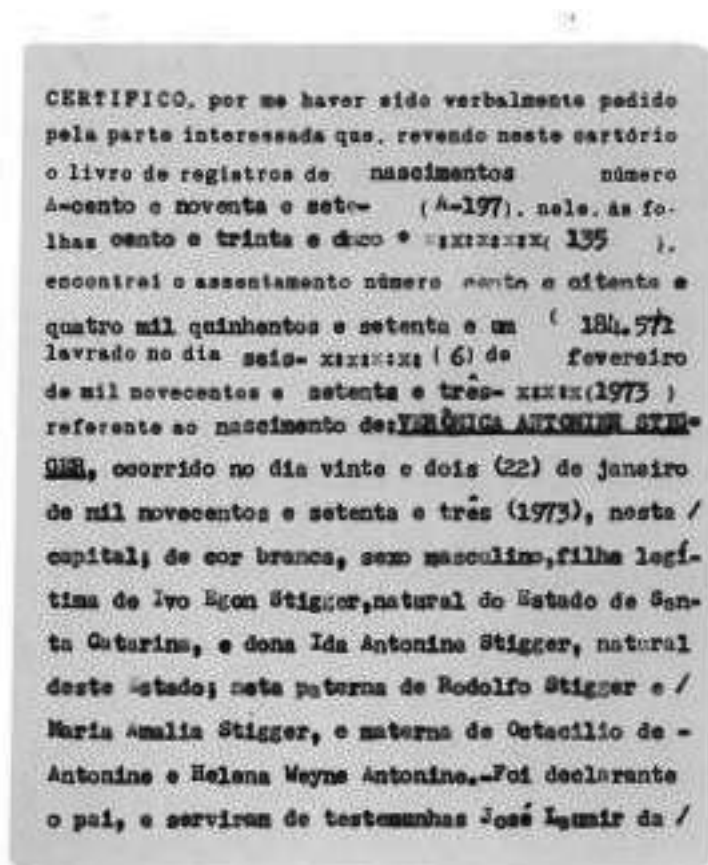 CERTIFICO, por me haver sido verbalmente pedido
pela parte interessada que, revendo neste cartório
o livro de registros de nascimentos número
A-cento e noventa e sete- (A-197), nele, às fo-
lhas cento e trinta e cinco * x:x:x:x:x( 135 ),
encontrei o assentamento número cento e oitenta e
quatro mil quinhentos e setenta e um ( 184.571
lavrado no dia seis- x:x:x:x: ( 6) de fevereiro
de mil novecentos e setenta e três- x:x:x(1973 )
referente ao nascimento de:VERÔNICA ANTONINE STIG-
GER, ocorrido no dia vinte e dois (22) de janeiro
de mil novecentos e setenta e três (1973), nesta /
capital; de cor branca, sexo masculino,filha legí-
tima de Ivo Egon Stigger,natural do Estado de San-
ta Catarina, e dona Ida Antonine Stigger, natural
deste Estado; neta paterna de Rodolfo Stigger e /
Maria Amalia Stigger, e materna de Octacilio de -
Antonine e Helena Weyne Antonine.-Foi declarante
o pai, e serviram de testemunhas José da /